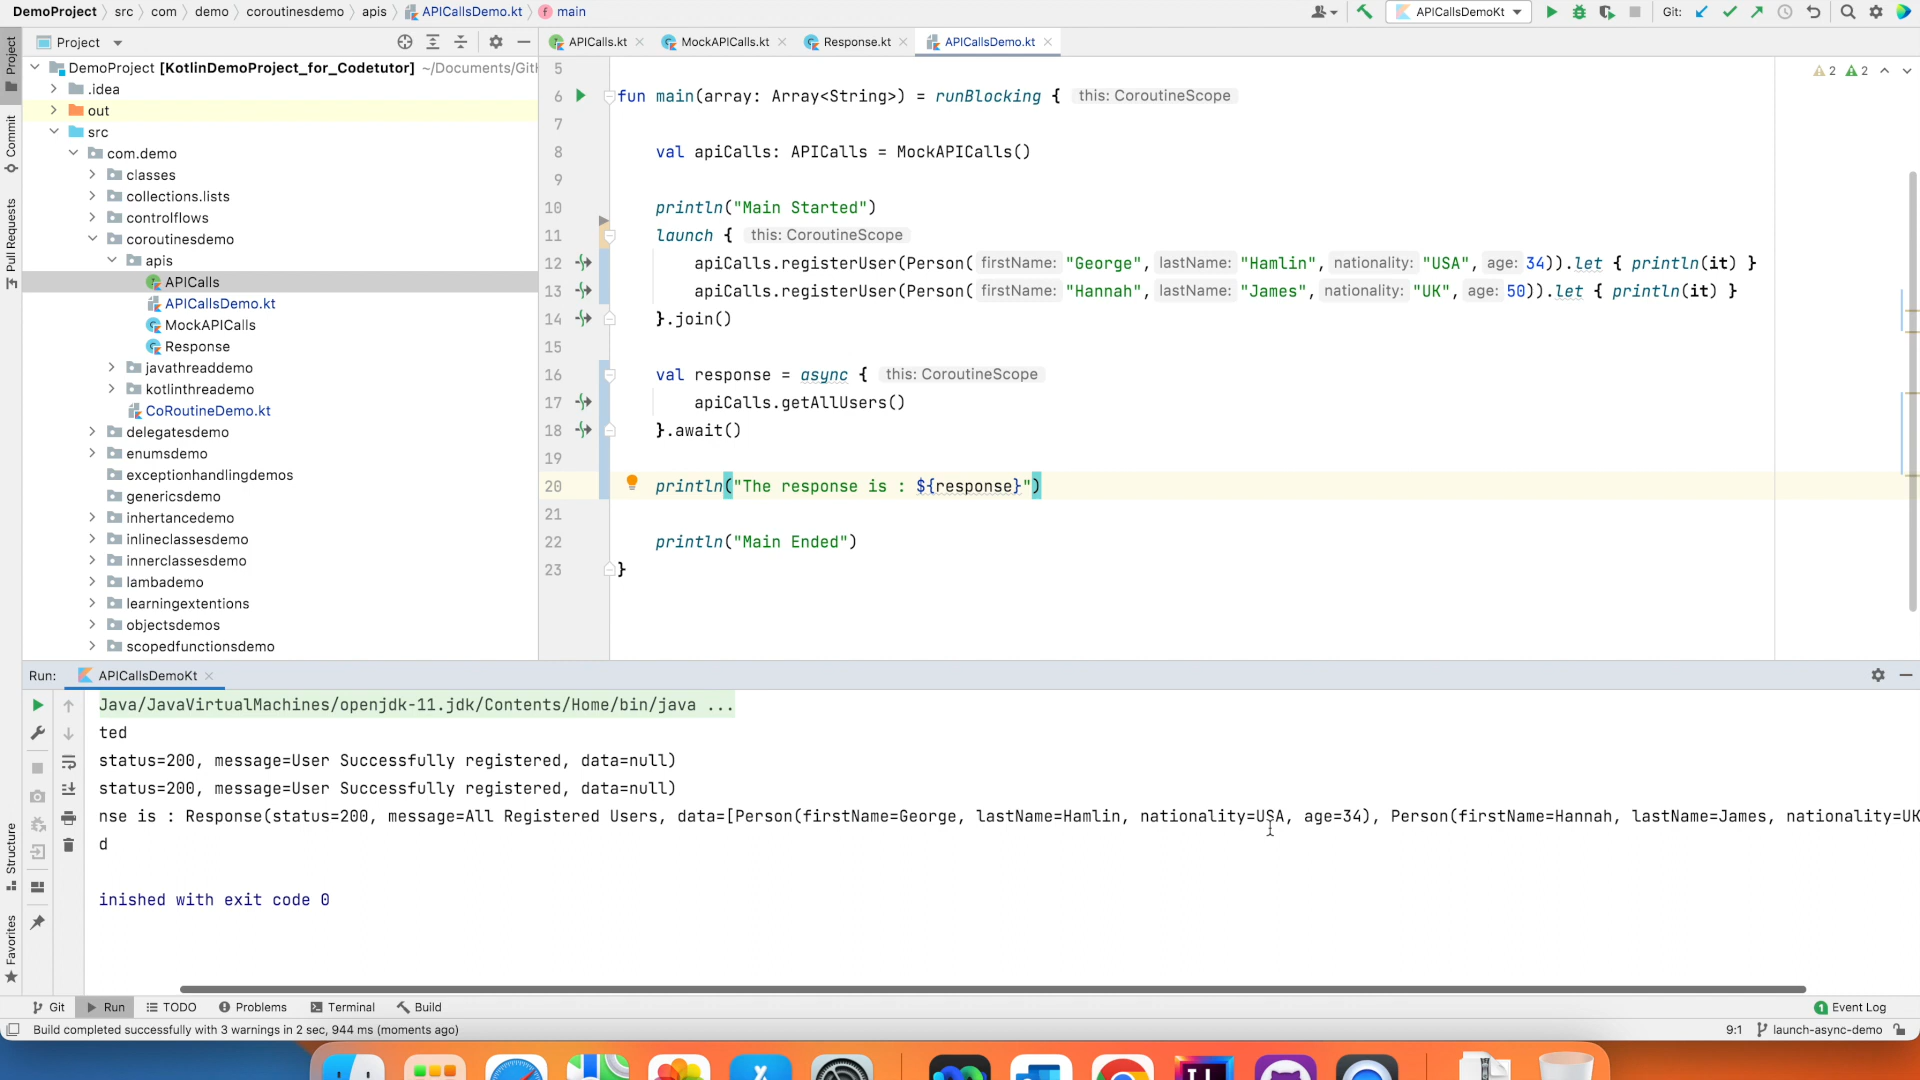 DemoProject src com demo coroutinesdemo apis APICallsDemo.kt main
APICallsDemoKt Git:
Project
APICalls.kt MockAPICalls.kt Response.kt APICallsDemo.kt
Project
Commit
Pull Requests
Structure
Favorites
DemoProject [KotlinDemoProject_for_Codetutor] ~/Documents/Gitl
.idea
out
src
com.demo
classes
collections.lists
controlflows
coroutinesdemo
apis
APICalls
APICallsDemo.kt
MockAPICalls
Response
javathreaddemo
kotlinthreademo
CoRoutineDemo.kt
delegatesdemo
enumsdemo
exceptionhandlingdemos
genericsdemo
inhertancedemo
inlineclassesdemo
innerclassesdemo
lambademo
learningextentions
objectsdemos
scopedfunctionsdemo
2 2
5
6 fun main(array: Array<String>) = runBlocking { this: CoroutineScope
7
8 val apiCalls: APICalls = MockAPICalls()
9
10 println("Main Started")
11 launch { this: CoroutineScope
12 apiCalls.registerUser(Person( firstName: "George", lastName: "Hamlin", nationality: "USA", age: 34)).let { println(it) }
13 apiCalls.registerUser(Person( firstName: "Hannah", lastName: "James", nationality: "UK", age: 50)).let { println(it) }
14 }.join()
15
16 val response = async { this: CoroutineScope
17 apiCalls.getAllUsers()
18 }.await()
19
20 println("The response is : ${response}")
21
22 println("Main Ended")
23 }
Run: APICallsDemoKt
Java/JavaVirtualMachines/openjdk-11.jdk/Contents/Home/bin/java ...
ted
status=200, message=User Successfully registered, data=null)
status=200, message=User Successfully registered, data=null)
nse is : Response(status=200, message=All Registered Users, data=[Person(firstName=George, lastName=Hamlin, nationality=USA, age=34), Person(firstName=Hannah, lastName=James, nationality=UK
d
inished with exit code 0
Git Run TODO Problems Terminal Build 1 Event Log
Build completed successfully with 3 warnings in 2 sec, 944 ms (moments ago) 9:1 launch-async-demo